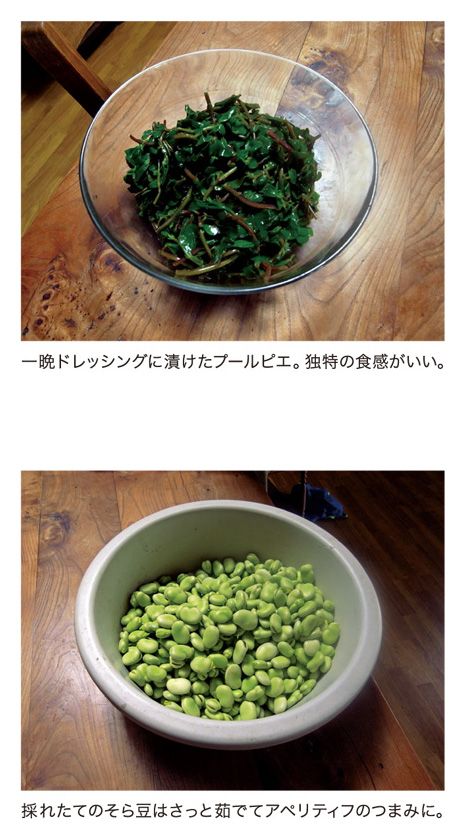 一晩ドレッシングに漬けたプールピエ。独特の食感がいい。
採れたてのそら豆はさっと茹でてアペリティフのつまみに。